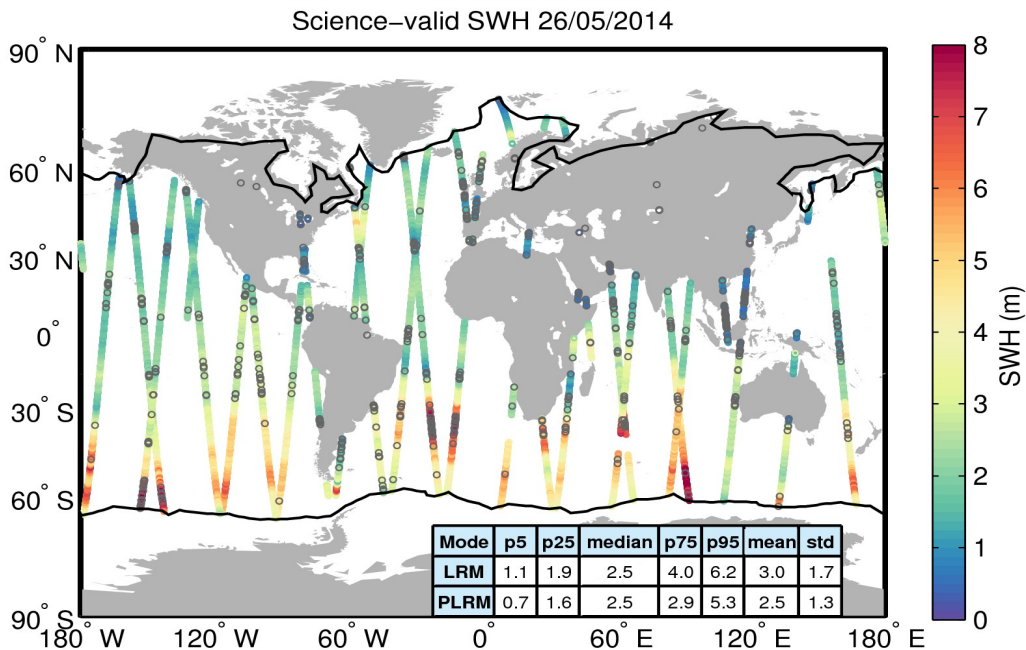 Science−valid SWH 26/05/2014
90° N
60° N
30° N
0°
30° S
60° S
90° S
180° W
120° W
60° W
0°
60° E
120° E
180° E
Mode p5 p25 median p75 p95 mean std
LRM 1.1 1.9 2.5 4.0 6.2 3.0 1.7
PLRM 0.7 1.6 2.5 2.9 5.3 2.5 1.3
8
7
6
5
4
3
2
1
0
SWH (m)